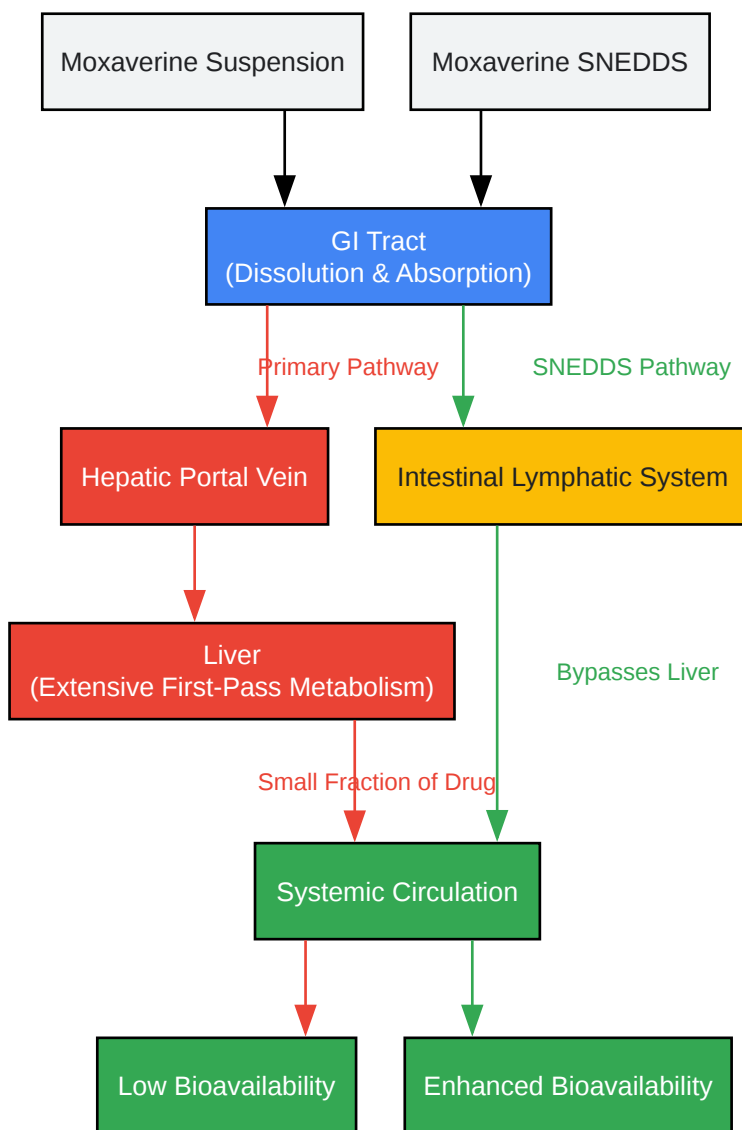 Moxaverine Suspension
Moxaverine SNEDDS
GI Tract
(Dissolution & Absorption)
Primary Pathway
SNEDDS Pathway
Hepatic Portal Vein
Intestinal Lymphatic System
Liver
(Extensive First-Pass Metabolism)
Bypasses Liver
Small Fraction of Drug
Systemic Circulation
Low Bioavailability
Enhanced Bioavailability